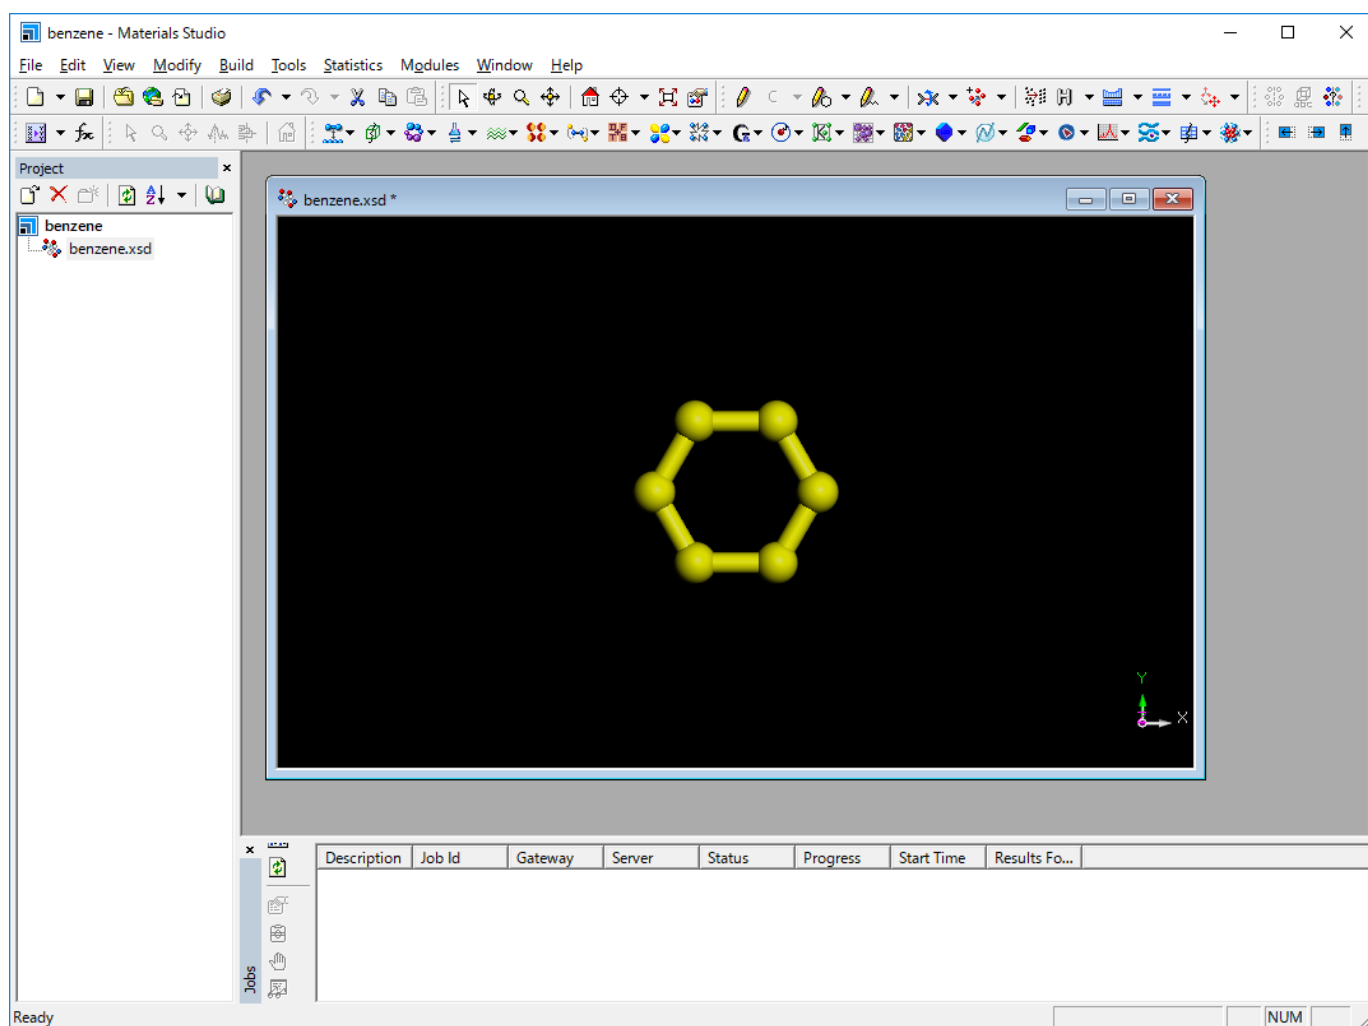 benzene - Materials Studio
File Edit View Modify Build Tools Statistics Modules Window Help
Project
benzene
benzene.xsd
benzene.xsd *
Y
X
Jobs
Description Job Id Gateway Server Status Progress Start Time Results Fo...
Ready
NUM